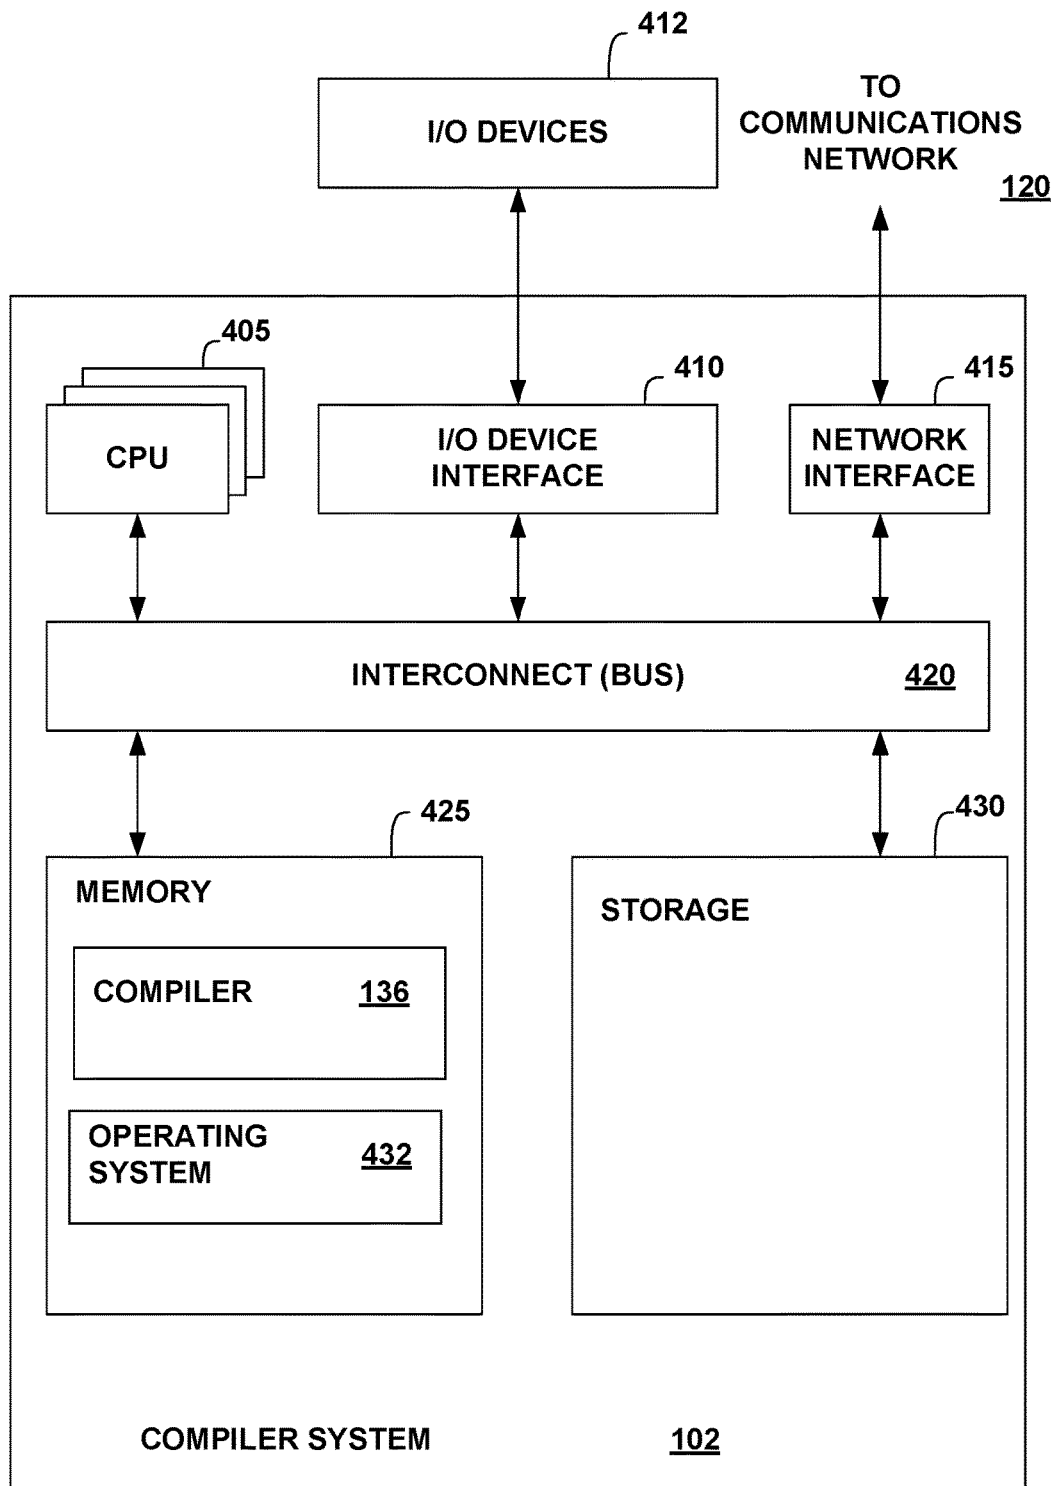 412
I/O DEVICES
TO
COMMUNICATIONS
NETWORK
120
405
CPU
410
I/O DEVICE
INTERFACE
415
NETWORK
INTERFACE
INTERCONNECT (BUS) 420
425
MEMORY
COMPILER 136
OPERATING
SYSTEM 432
430
STORAGE
COMPILER SYSTEM 102